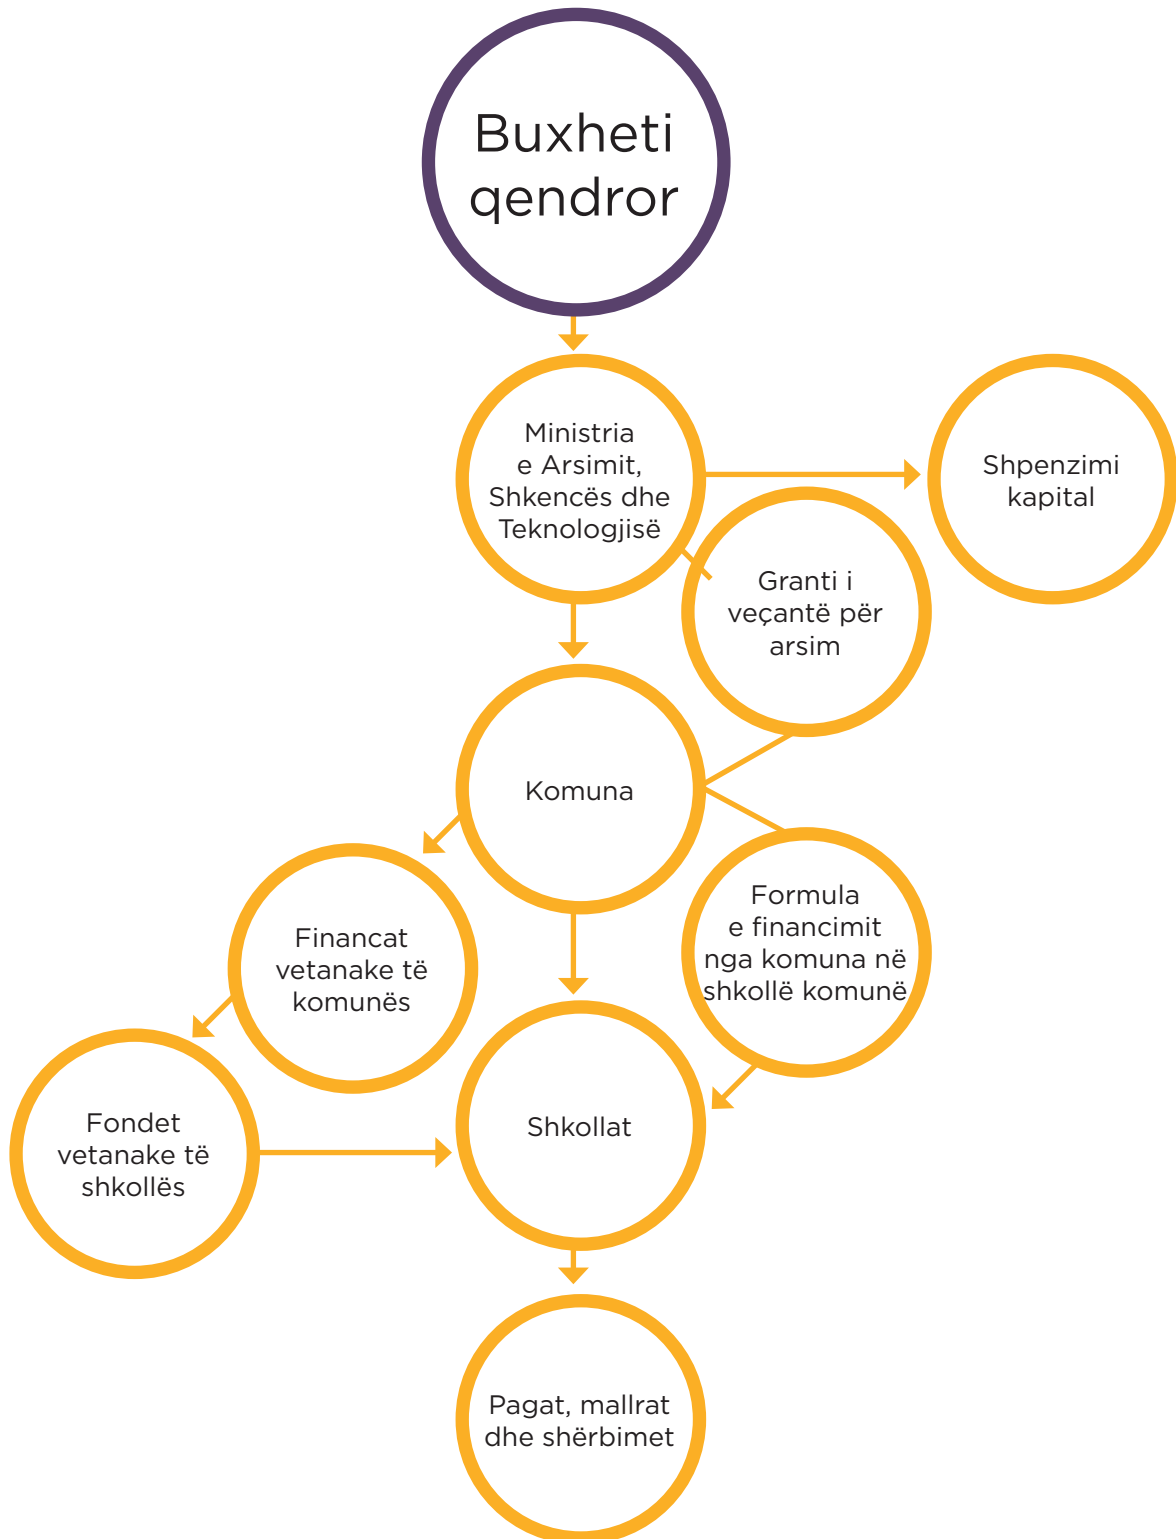 Buxheti
qendror
Ministria
e Arsimit,
Shkencës dhe
Teknologjisë
Shpenzimi
kapital
Granti i
veçantë për
arsim
Komuna
Formula
e financimit
nga komuna në
shkollë komunë
Financat
vetanake të
komunës
Fondet
vetanake të
shkollës
Shkollat
Pagat, mallrat
dhe shërbimet